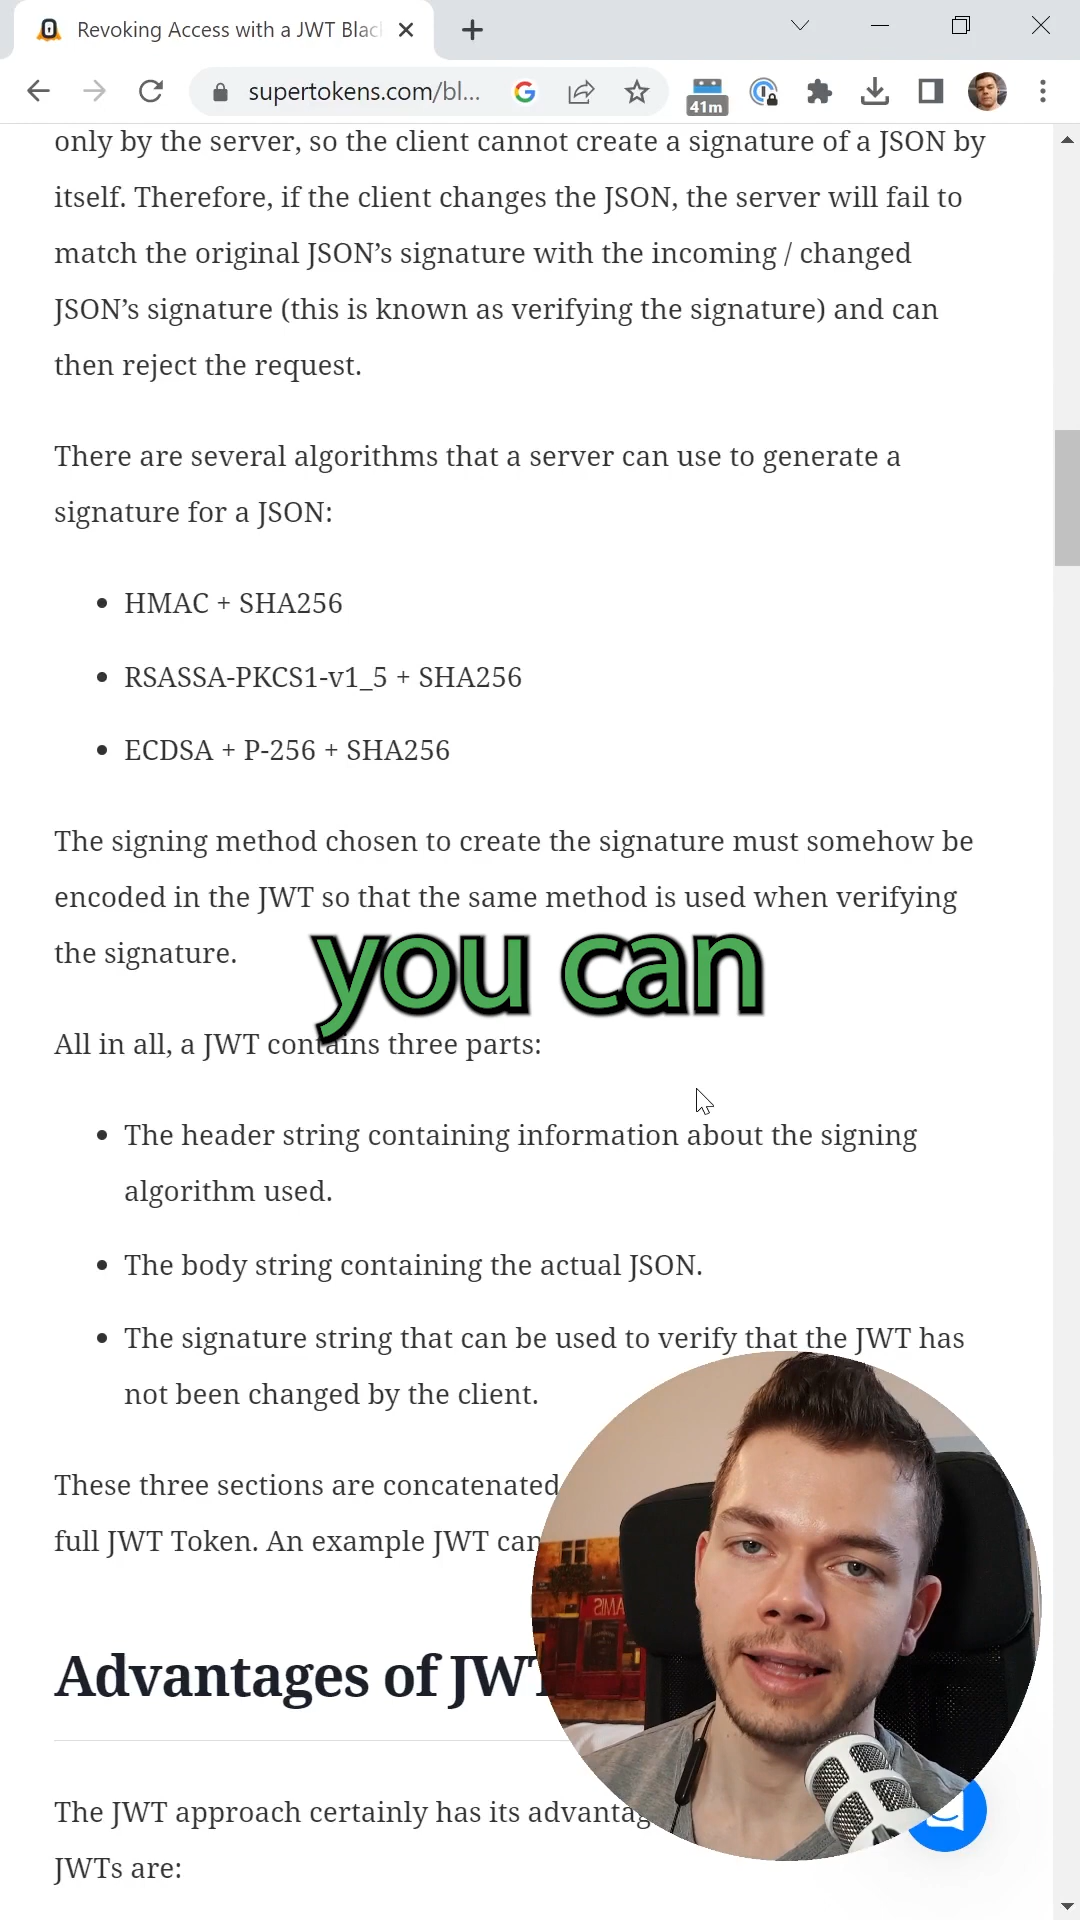 Revoking Access with a JWT Blac
supertokens.com/bl...
41m
only by the server, so the client cannot create a signature of a JSON by
itself. Therefore, if the client changes the JSON, the server will fail to
match the original JSON’s signature with the incoming / changed
JSON’s signature (this is known as verifying the signature) and can
then reject the request.
There are several algorithms that a server can use to generate a
signature for a JSON:
• HMAC + SHA256
• RSASSA-PKCS1-v1_5 + SHA256
• ECDSA + P-256 + SHA256
The signing method chosen to create the signature must somehow be
encoded in the JWT so that the same method is used when verifying
the signature.
you can
All in all, a JWT contains three parts:
• The header string containing information about the signing
algorithm used.
• The body string containing the actual JSON.
• The signature string that can be used to verify that the JWT has
not been changed by the client.
These three sections are concatenated
full JWT Token. An example JWT can
Advantages of JWT
The JWT approach certainly has its advantag
JWTs are: